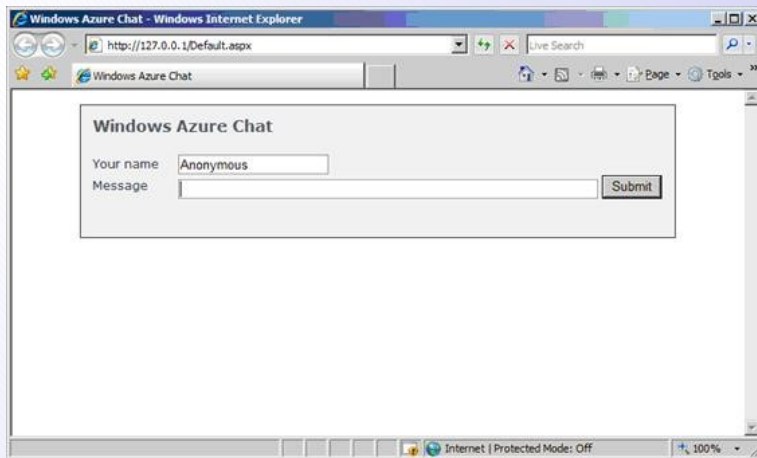 Windows Azure Chat - Windows Internet Explorer
http://127.0.0.1/Default.aspx
Live Search
Windows Azure Chat
Page
Tools
Windows Azure Chat
Your name
Anonymous
Message
Submit
Internet | Protected Mode: Off
100%